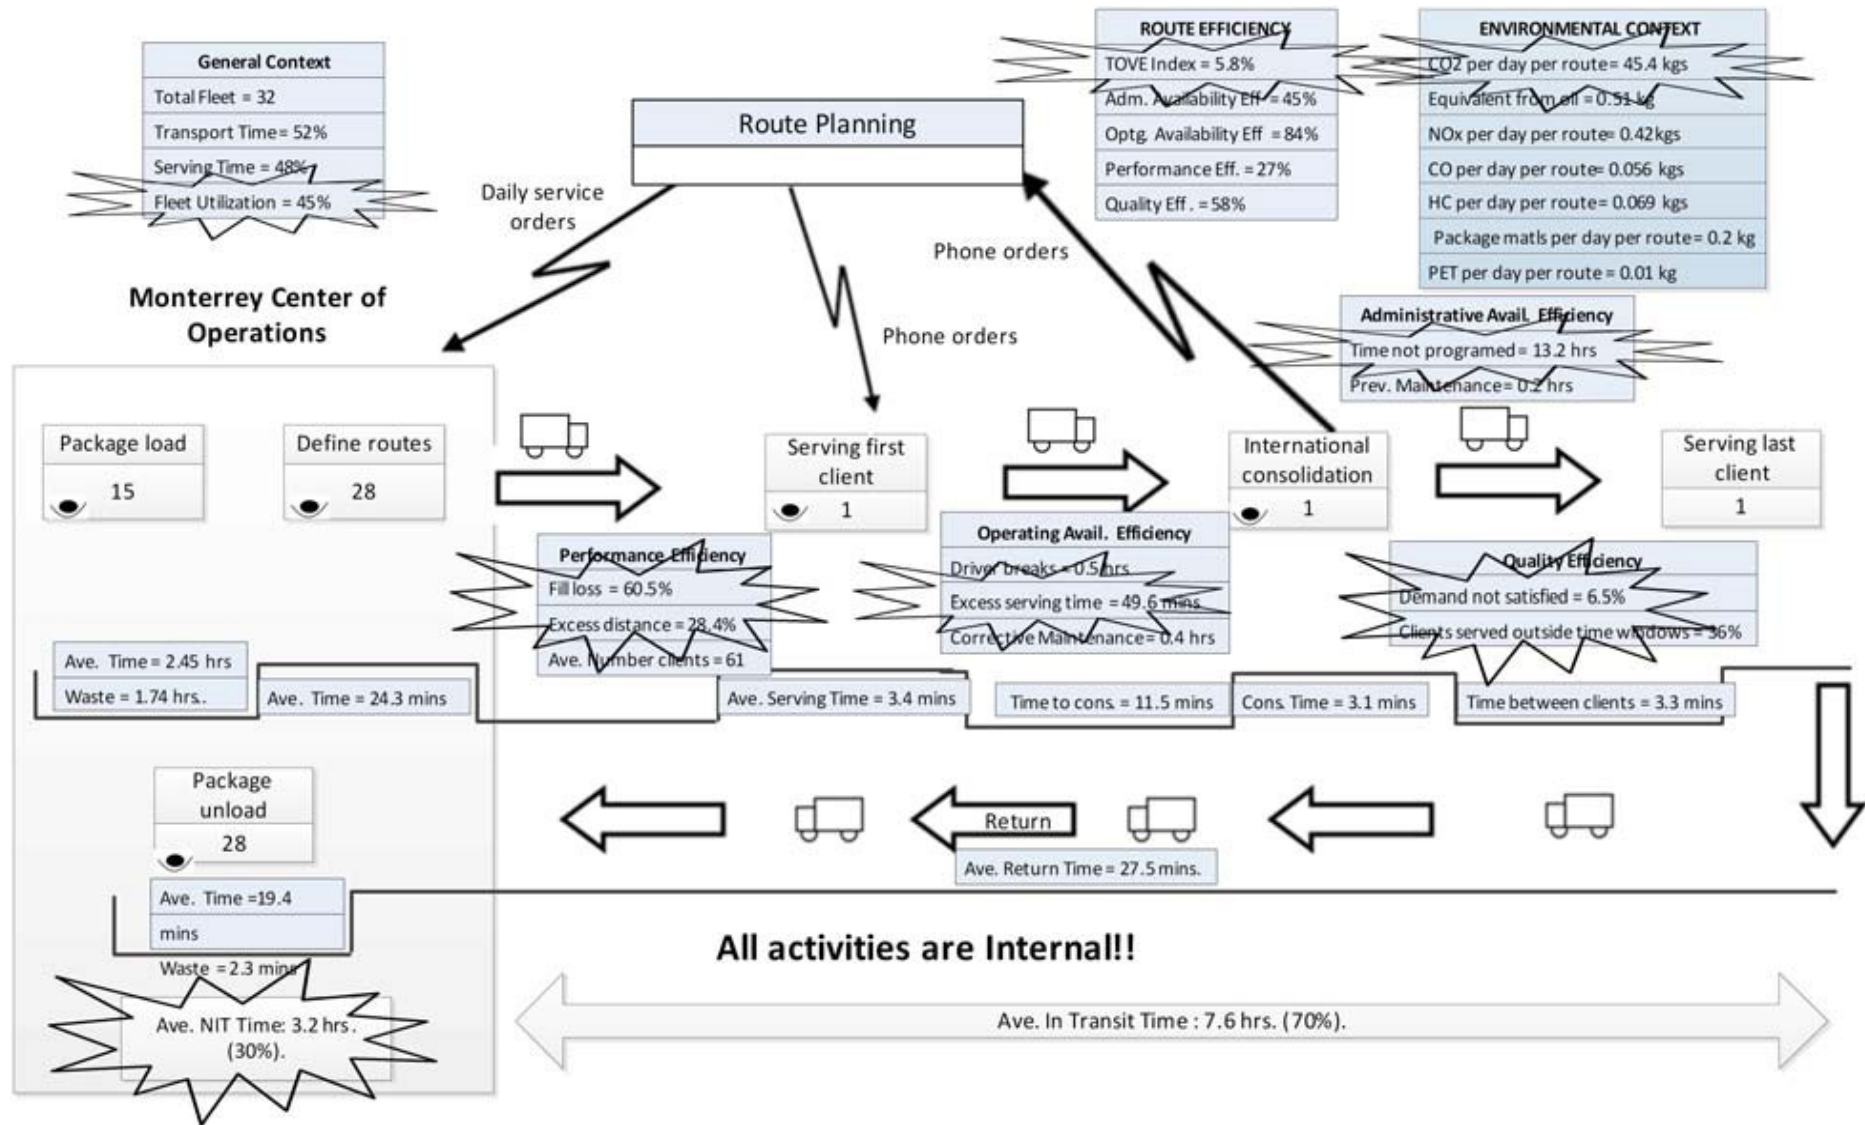 General Context
Total Fleet = 32
Transport Time= 52%
Serving Time = 48%
Fleet Utilization = 45%
Route Planning
ROUTE EFFICIENCY
TOVE Index = 5.8%
Adm. Availability Eff = 45%
Optg. Availability Eff = 84%
Performance Eff. = 27%
Quality Eff . = 58%
ENVIRONMENTAL CONTEXT
CO2 per day per route= 45.4 kgs
Equivalent from oil = 0.51 kg
NOx per day per route= 0.42kgs
CO per day per route= 0.056 kgs
HC per day per route= 0.069 kgs
Package matls per day per route= 0.2 kg
PET per day per route = 0.01 kg
Daily service
orders
Phone orders
Phone orders
Administrative Avail. Efficiency
Time not programed = 13.2 hrs
Prev. Maintenance= 0.2 hrs
Monterrey Center of
Operations
Package load
15
Define routes
28
Serving first
client
1
International
consolidation
1
Serving last
client
1
Performance Efficiency
Fill loss = 60.5%
Excess distance = 28.4%
Ave. Number clients = 61
Operating Avail. Efficiency
Driver breaks = 0.5 hrs
Excess serving time = 49.6 mins
Corrective Maintenance= 0.4 hrs
Quality Efficiency
Demand not satisfied = 6.5%
Clients served outside time windows = 36%
Ave. Time = 2.45 hrs
Waste = 1.74 hrs..
Ave. Time = 24.3 mins
Ave. Serving Time = 3.4 mins
Time to cons. = 11.5 mins
Cons. Time = 3.1 mins
Time between clients = 3.3 mins
Package
unload
28
Return
Ave. Return Time = 27.5 mins.
Ave. Time =19.4
mins
Waste = 2.3 mins
All activities are Internal!!
Ave. NIT Time: 3.2 hrs.
(30%).
Ave. In Transit Time : 7.6 hrs. (70%).